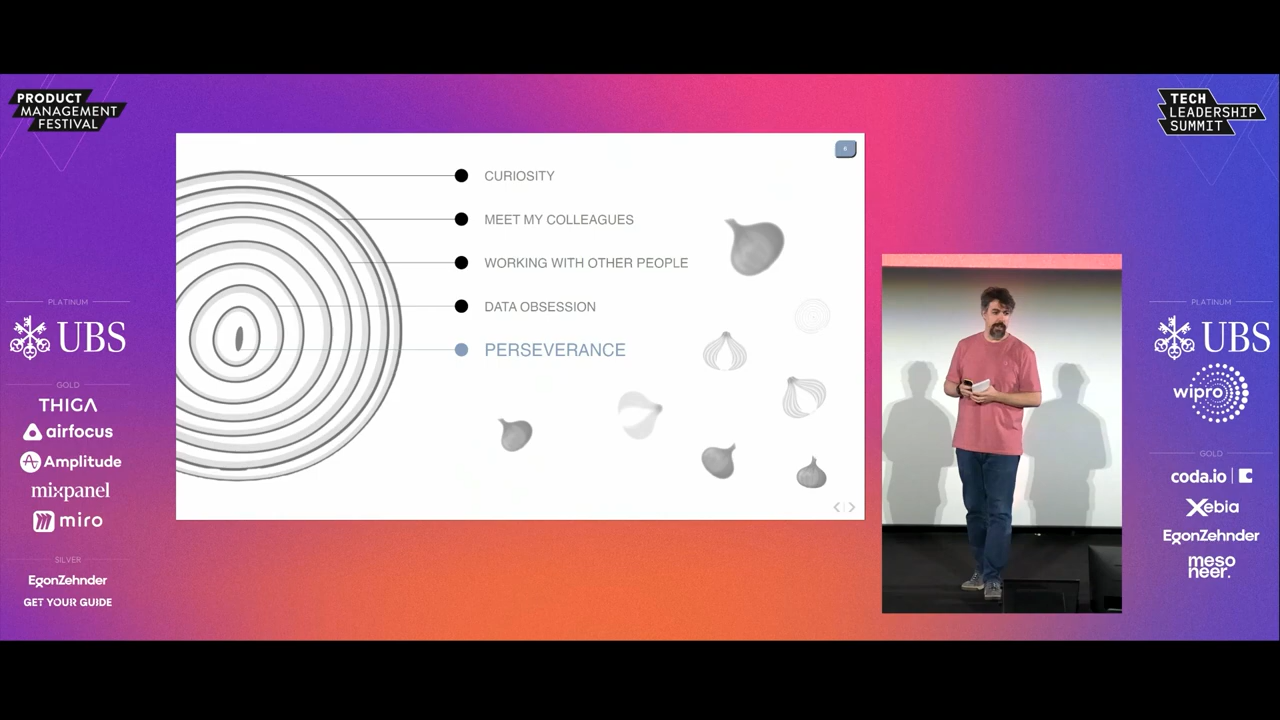 PRODUCT
MANAGEMENT
FESTIVAL
TECH
LEADERSHIP
SUMMIT
CURIOSITY
MEET MY COLLEAGUES
WORKING WITH OTHER PEOPLE
DATA OBSESSION
PERSEVERANCE
PLATINUM
UBS
GOLD
THIGA
airfocus
Amplitude
mixpanel
miro
SILVER
EgonZehnder
GET YOUR GUIDE
PLATINUM
UBS
wipro
GOLD
coda.io
Xebia
EgonZehnder
meso
neer.